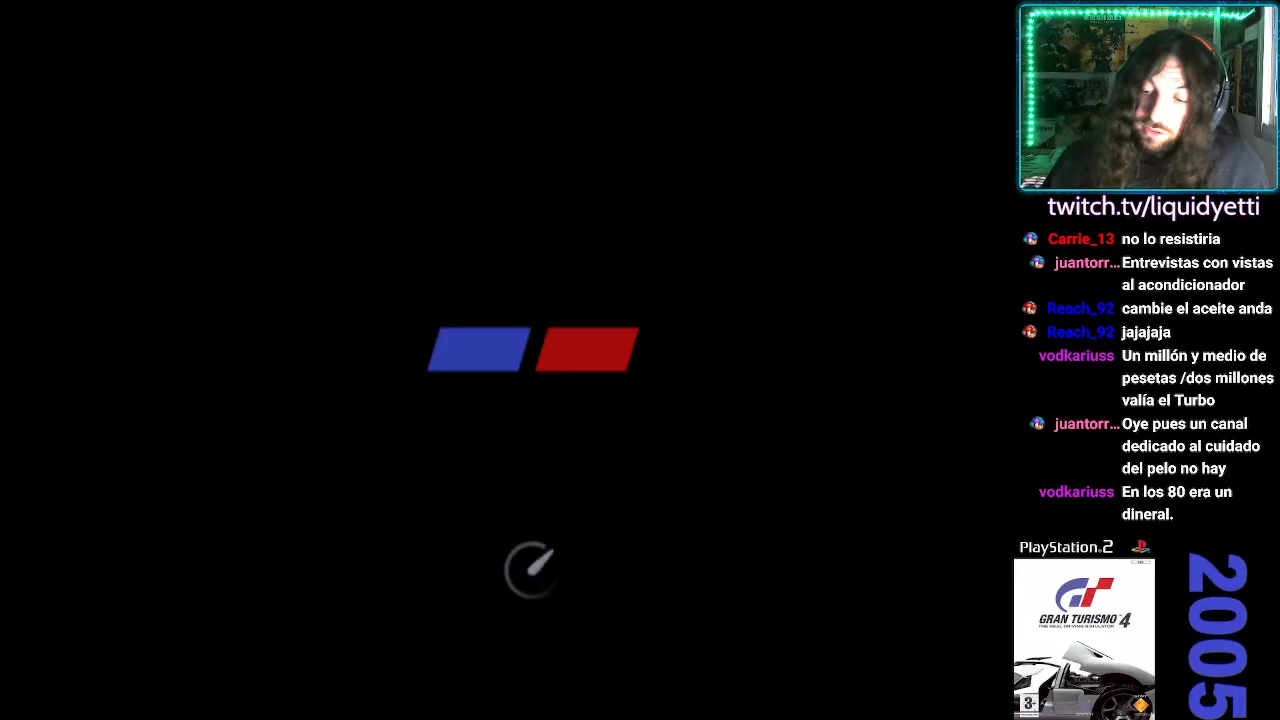 twitch.tv/liquidyetti
Carrie_13 no lo resistiria
juantorr... Entrevistas con vistas
al acondicionador
Reach_92 cambie el aceite anda
Reach_92 jajajaja
vodkariuss Un millón y medio de
pesetas /dos millones
valía el Turbo
juantorr... Oye pues un canal
dedicado al cuidado
del pelo no hay
vodkariuss En los 80 era un
dineral.
PlayStation.2
GRAN TURISMO 4
THE REAL DRIVING SIMULATOR
3+
SONY
2005